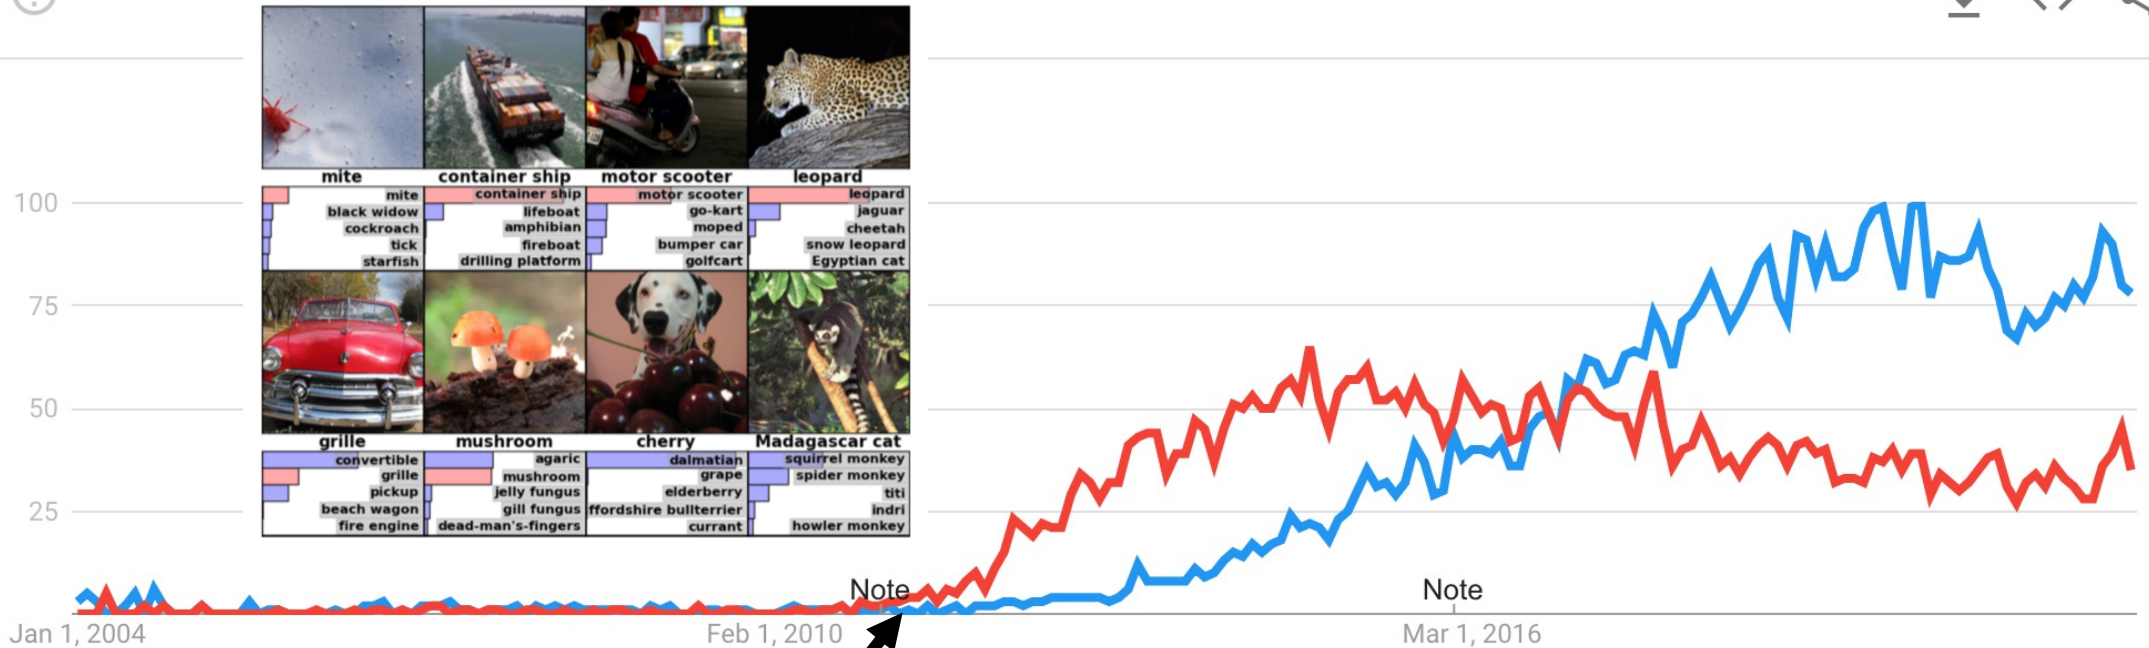 mite container ship motor scooter leopard
mite container ship motor scooter leopard
black widow lifeboat go-kart jaguar
cockroach amphibian moped cheetah
tick fireboat bumper car snow leopard
starfish drilling platform golfcart Egyptian cat
grille mushroom cherry Madagascar cat
convertible agaric dalmatian squirrel monkey
grille mushroom grape spider monkey
pickup jelly fungus elderberry titi
beach wagon gill fungus ffordshire bullterrier indri
fire engine dead-man's-fingers currant howler monkey
100
75
50
25
Note Note
Jan 1, 2004 Feb 1, 2010 Mar 1, 2016